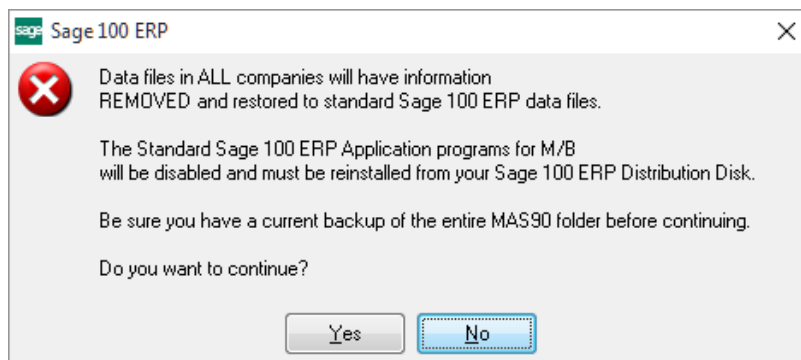 sage Sage 100 ERP
Data files in ALL companies will have information
REMOVED and restored to standard Sage 100 ERP data files.
The Standard Sage 100 ERP Application programs for M/B
will be disabled and must be reinstalled from your Sage 100 ERP Distribution Disk.
Be sure you have a current backup of the entire MAS90 folder before continuing.
Do you want to continue?
Yes No